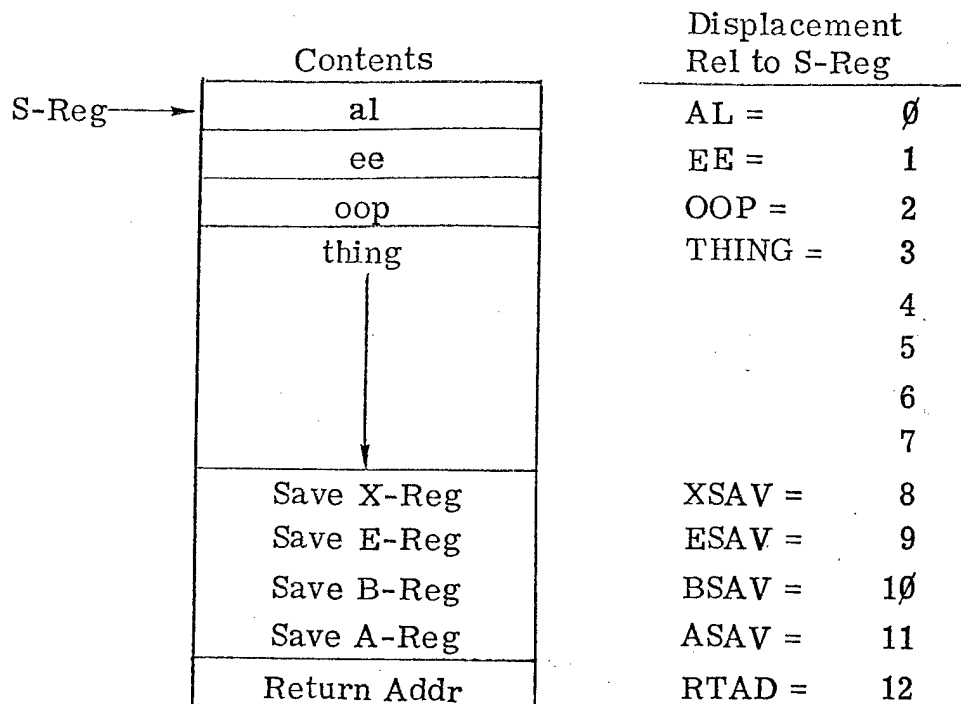 Contents
Displacement
Rel to S-Reg
S-Reg al AL = Ø
ee EE = 1
oop OOP = 2
thing THING = 3
4
5
6
7
Save X-Reg XSAV = 8
Save E-Reg ESAV = 9
Save B-Reg BSAV = 1Ø
Save A-Reg ASAV = 11
Return Addr RTAD = 12